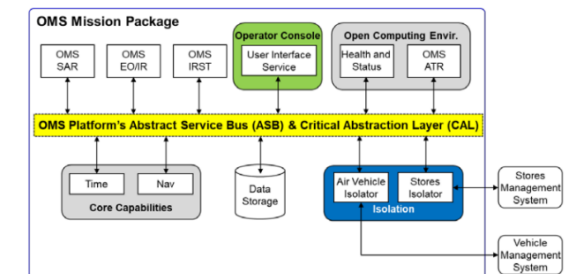 OMS Mission Package
OMS
SAR
OMS
EO/IR
OMS
IRST
Operator Console
User Interface
Service
Open Computing Envir.
Health and
Status
OMS
ATR
OMS Platform's Abstract Service Bus (ASB) & Critical Abstraction Layer (CAL)
Time
Nav
Core Capabilities
Data
Storage
Air Vehicle
Isolator
Stores
Isolator
Isolation
Stores
Management
System
Vehicle
Management
System